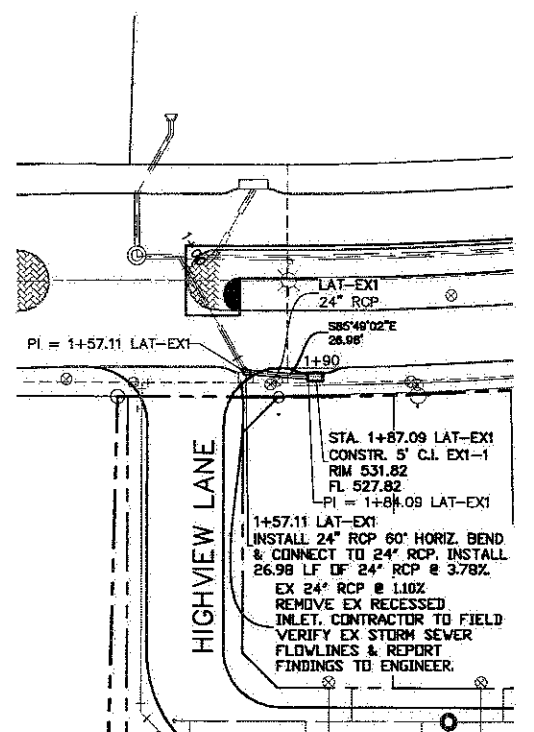 LAT-EX1
24" RCP
S85°49'02"E
26.98'
PI = 1+57.11 LAT-EX1
1+90
STA. 1+87.09 LAT-EX1
CONSTR. 5' C.I. EX1-1
RIM 531.82
FL 527.82
PI = 1+84.09 LAT-EX1
HIGHVIEW LANE
1+57.11 LAT-EX1
INSTALL 24" RCP 60° HORIZ. BEND
& CONNECT TO 24" RCP. INSTALL
26.98 LF OF 24" RCP @ 3.78%.
EX 24" RCP @ 1.10%
REMOVE EX RECESSED
INLET. CONTRACTOR TO FIELD
VERIFY EX STORM SEWER
FLOWLINES & REPORT
FINDINGS TO ENGINEER.